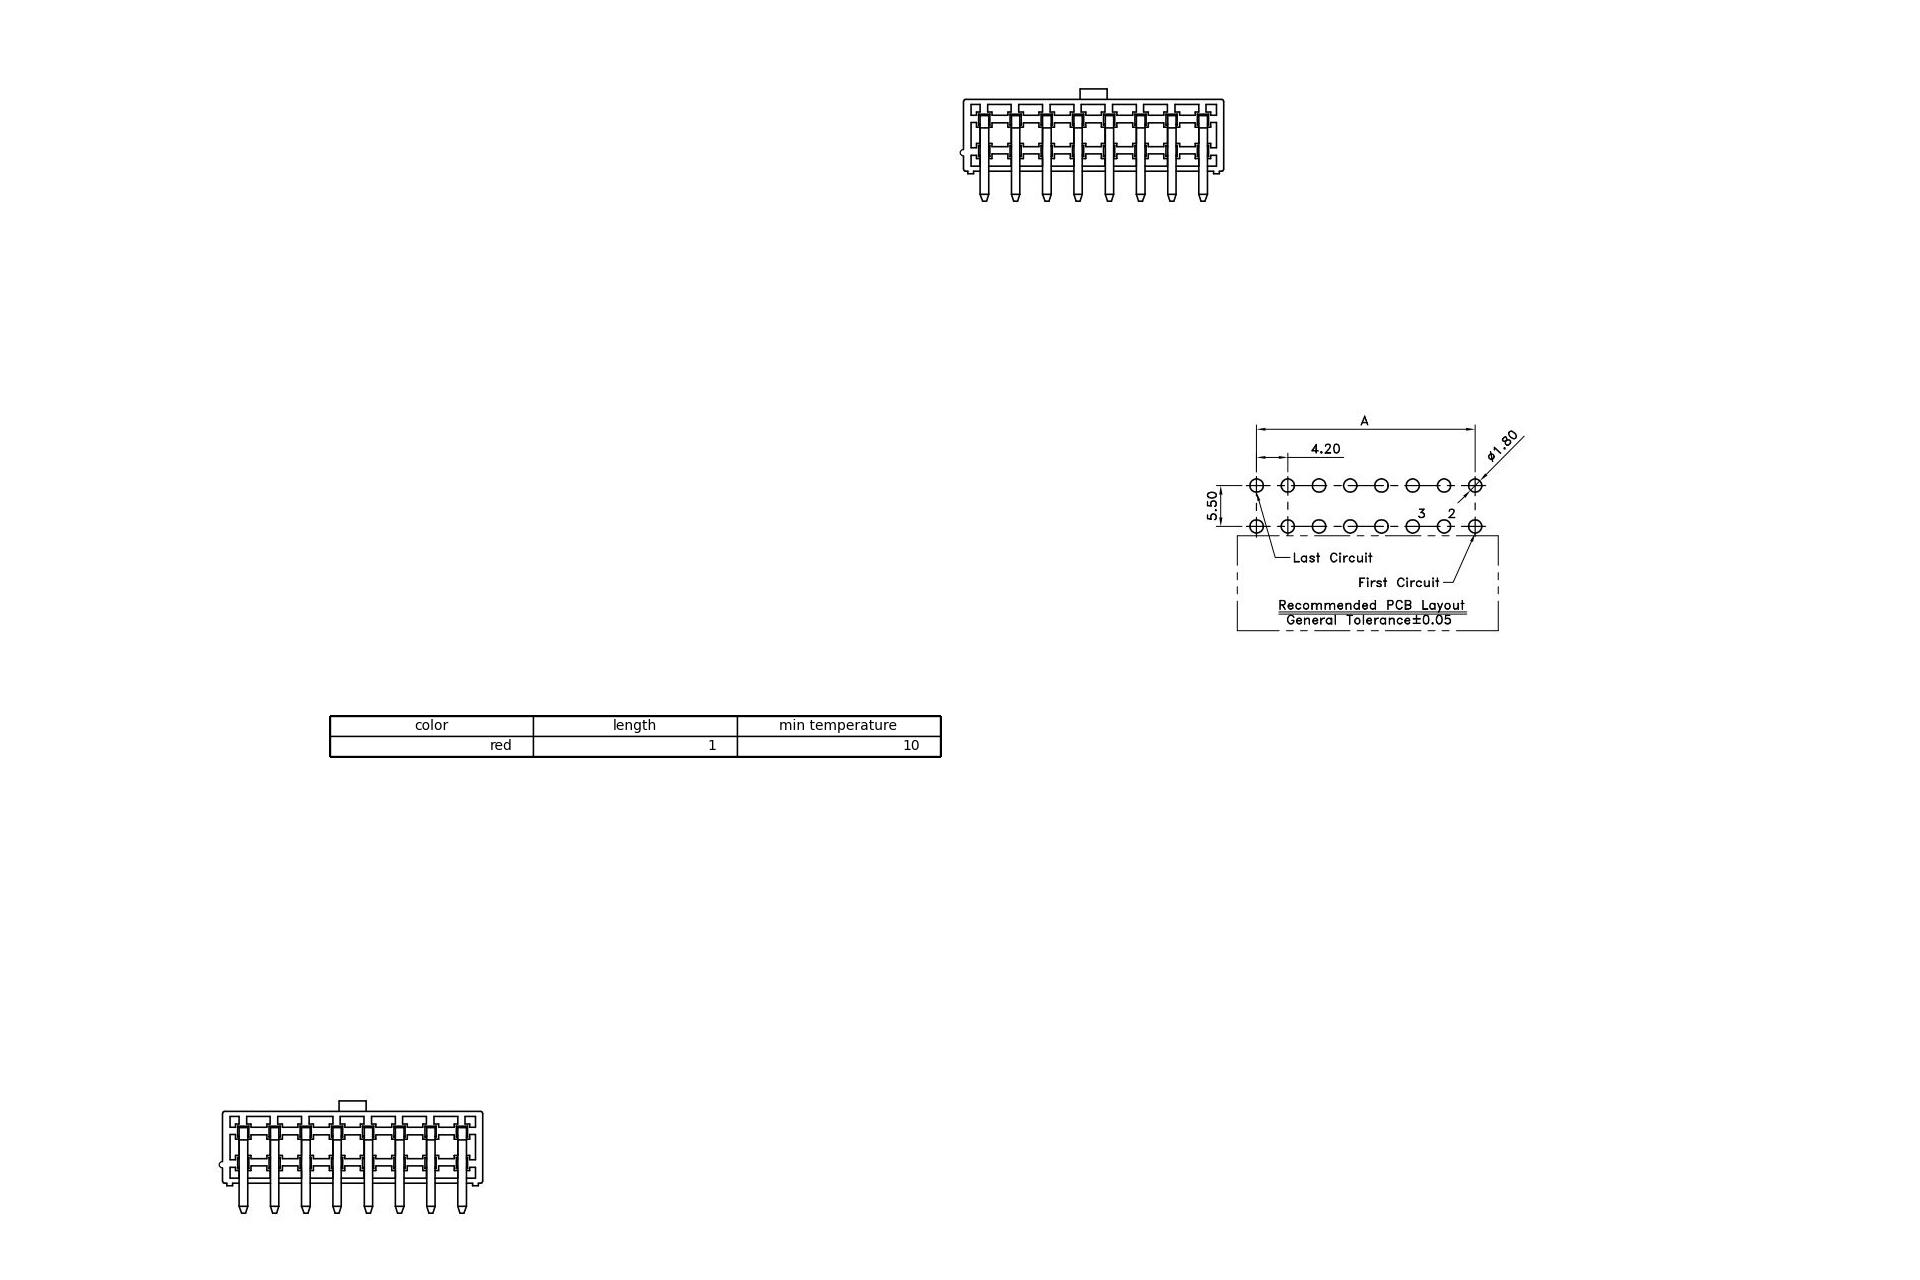 A
4.20
ø1.80
5.50
3 2
Last Circuit
First Circuit
Recommended PCB Layout
General Tolerance±0.05
color length min temperature
red 1 10